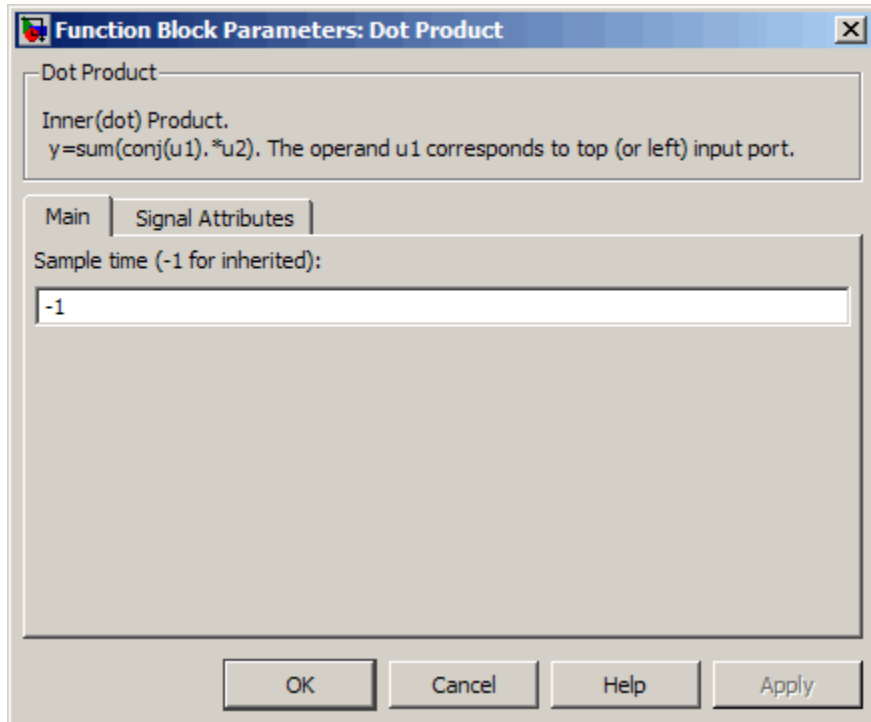 Function Block Parameters: Dot Product
Dot Product
Inner(dot) Product.
y=sum(conj(u1).*u2). The operand u1 corresponds to top (or left) input port.
Main
Signal Attributes
Sample time (-1 for inherited):
-1
OK
Cancel
Help
Apply